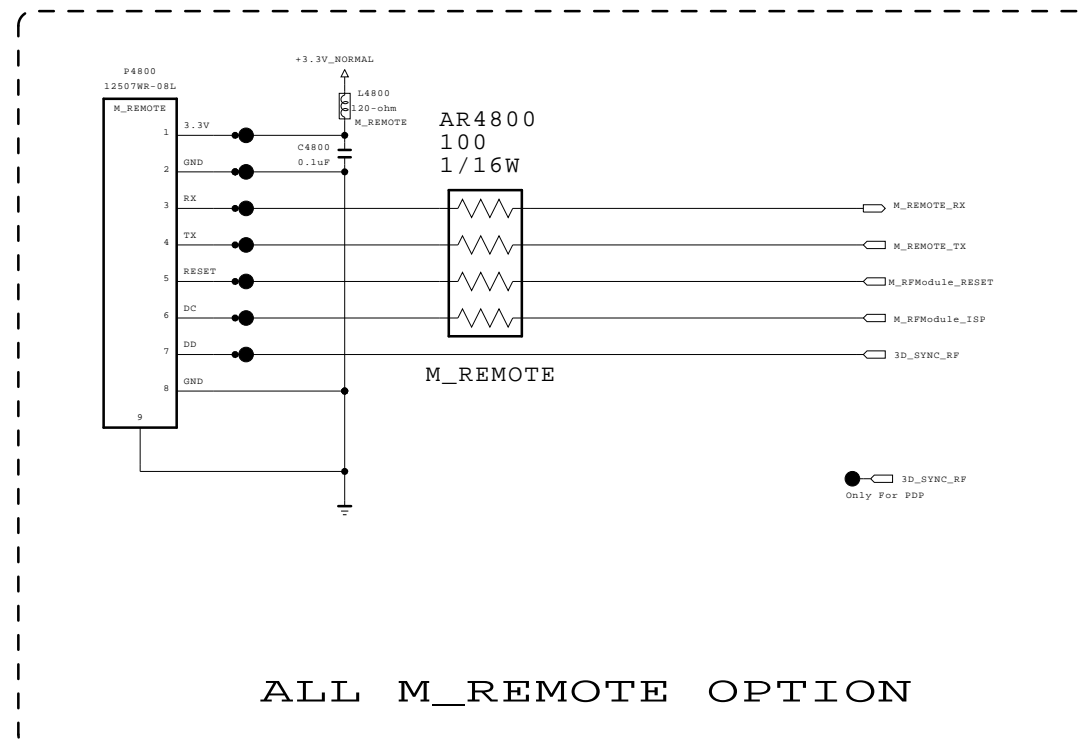 +3.3V_NORMAL
P4800
12507WR-08L
M_REMOTE
L4800
120-ohm
M_REMOTE
C4800
0.1uF
AR4800
100
1/16W
1 3.3V
2 GND
3 RX
M_REMOTE_RX
4 TX
M_REMOTE_TX
5 RESET
M_RFModule_RESET
6 DC
M_RFModule_ISP
7 DD
3D_SYNC_RF
8 GND
M_REMOTE
9
3D_SYNC_RF
Only For PDP
ALL M_REMOTE OPTION